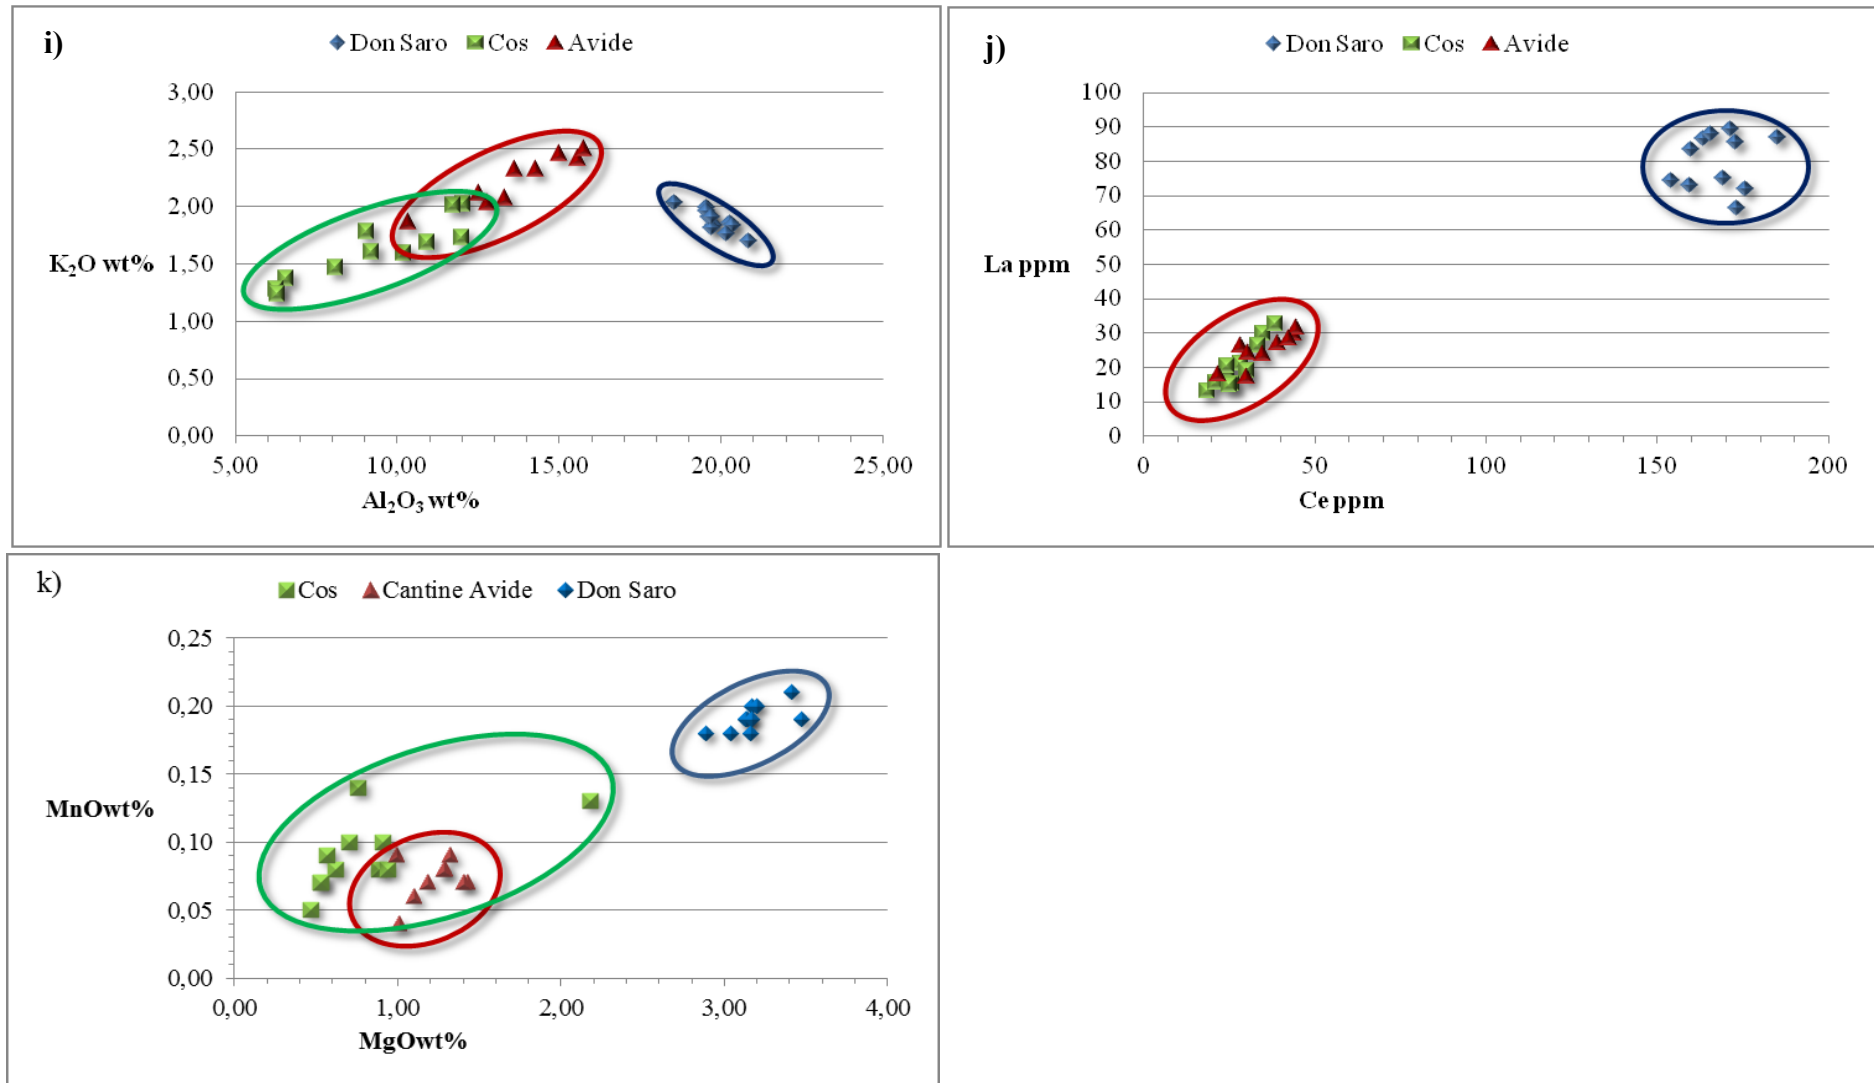 i)
Don Saro Cos Avide
3,00
2,50
2,00
1,50
1,00
0,50
0,00
K₂O wt%
5,00 10,00 15,00 20,00 25,00
Al₂O₃ wt%
j)
Don Saro Cos Avide
100
90
80
70
60
50
40
30
20
10
0
La ppm
0 50 100 150 200
Ce ppm
k)
Cos Cantine Avide Don Saro
0,25
0,20
0,15
0,10
0,05
0,00
MnOwt%
0,00 1,00 2,00 3,00 4,00
MgOwt%